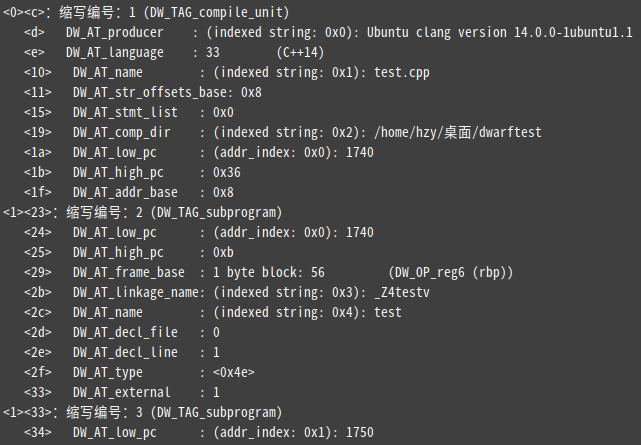 <0><c>：缩写编号：1 (DW_TAG_compile_unit)
<d>   DW_AT_producer    : (indexed string: 0x0): Ubuntu clang version 14.0.0-1ubuntu1.1
<e>   DW_AT_language    : 33       (C++14)
<10>   DW_AT_name        : (indexed string: 0x1): test.cpp
<11>   DW_AT_str_offsets_base: 0x8
<15>   DW_AT_stmt_list   : 0x0
<19>   DW_AT_comp_dir    : (indexed string: 0x2): /home/hzy/桌面/dwarftest
<1a>   DW_AT_low_pc      : (addr_index: 0x0): 1740
<1b>   DW_AT_high_pc     : 0x36
<1f>   DW_AT_addr_base   : 0x8
<1><23>：缩写编号：2 (DW_TAG_subprogram)
<24>   DW_AT_low_pc      : (addr_index: 0x0): 1740
<25>   DW_AT_high_pc     : 0xb
<29>   DW_AT_frame_base  : 1 byte block: 56         (DW_OP_reg6 (rbp))
<2b>   DW_AT_linkage_name: (indexed string: 0x3): _Z4testv
<2c>   DW_AT_name        : (indexed string: 0x4): test
<2d>   DW_AT_decl_file   : 0
<2e>   DW_AT_decl_line   : 1
<2f>   DW_AT_type        : <0x4e>
<33>   DW_AT_external    : 1
<1><33>：缩写编号：3 (DW_TAG_subprogram)
<34>   DW_AT_low_pc      : (addr_index: 0x1): 1750